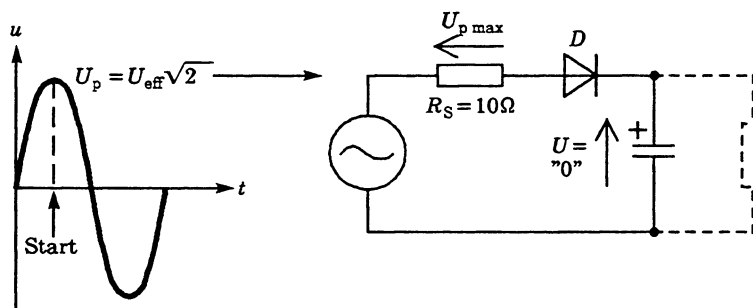 u
U_p = U_eff √2
t
Start
U_p max
D
R_S = 10Ω
U =
"0"
+